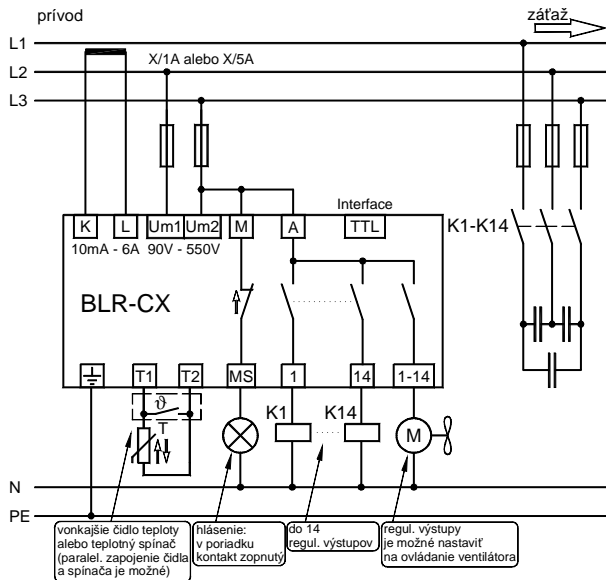 prívod
záťaž
L1
X/1A alebo X/5A
L2
L3
Interface
K L Um1 Um2 M A TTL
K1-K14
10mA - 6A 90V - 550V
BLR-CX
T1 T2 MS 1 14 1-14
ϑ
T
K1 K14
M
N
PE
vonkajšie čidlo teploty
alebo teplotný spínač
(paralel. zapojenie čidla
a spínača je možné)
hlásenie:
v poriadku
kontakt zopnutý
do 14
regul. výstupov
regul. výstupy
je možné nastaviť
na ovládanie ventilátora